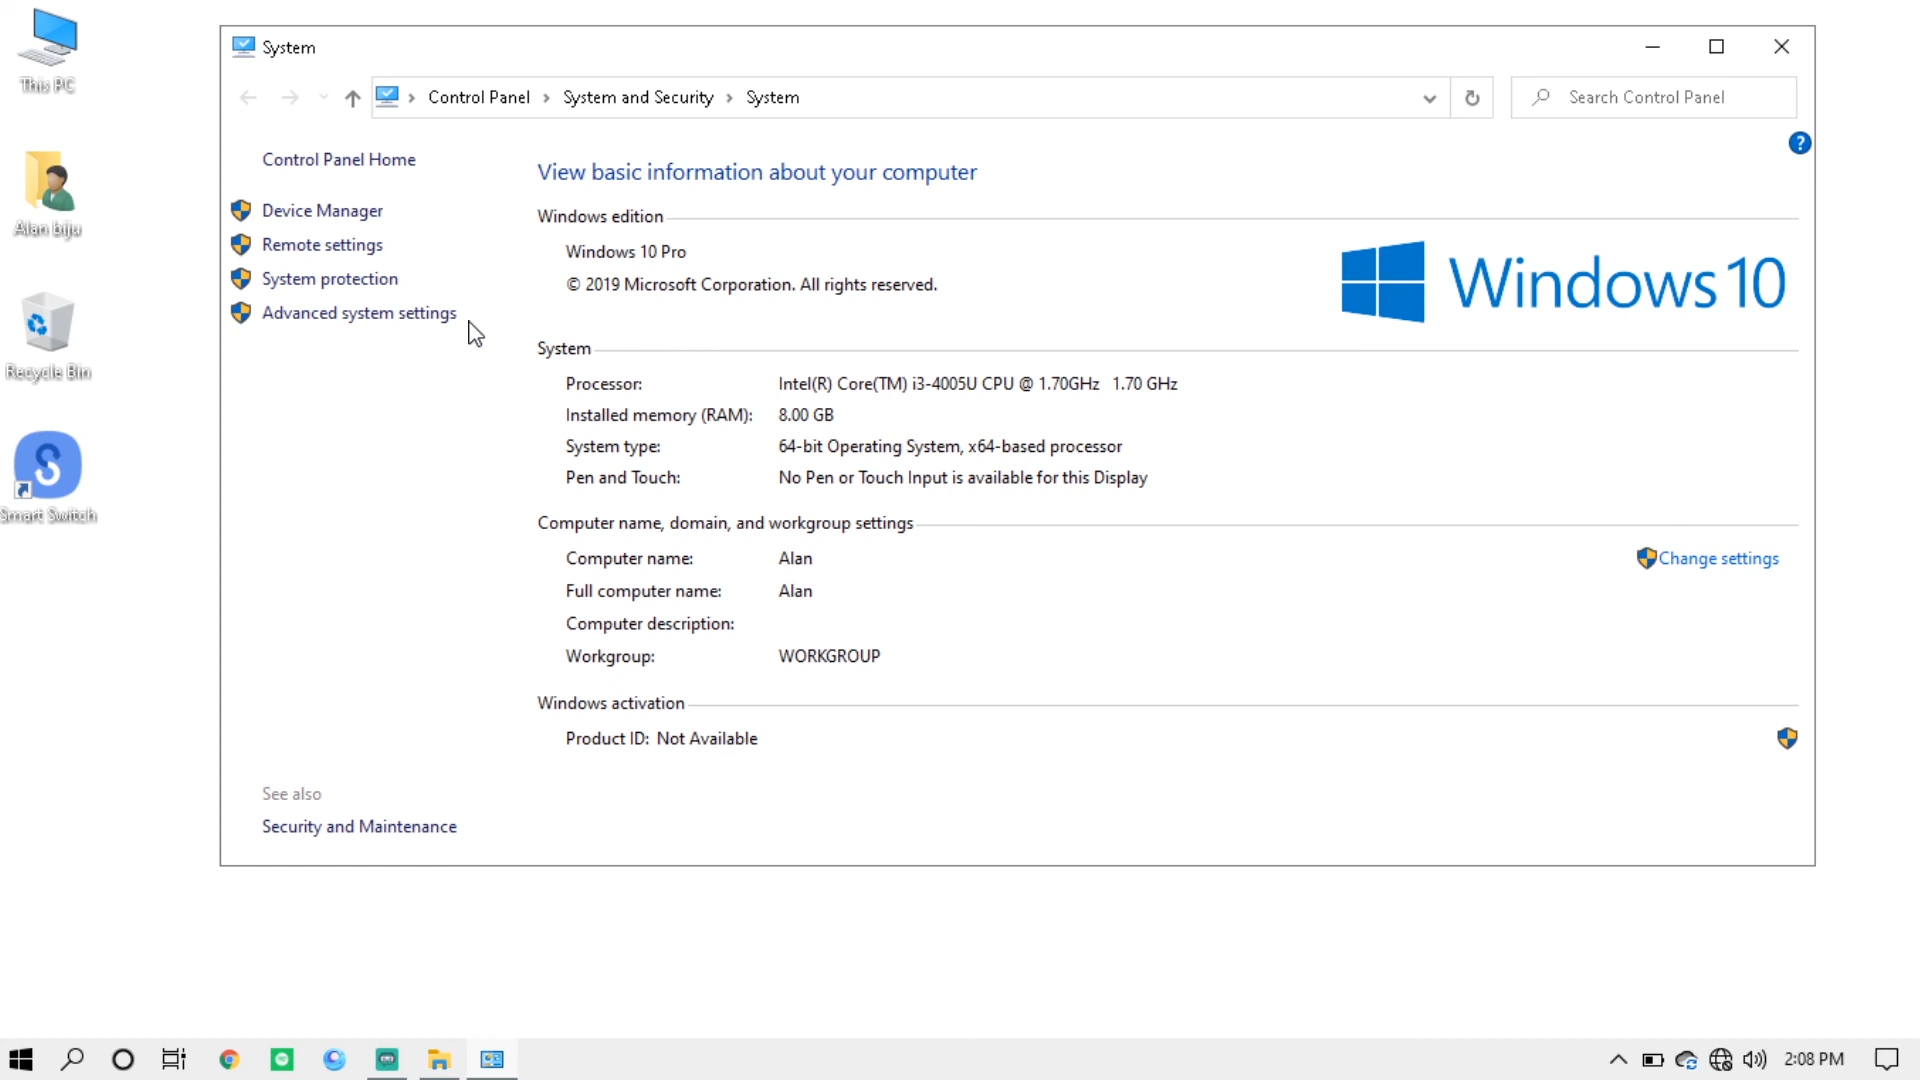 This PC
Alan biju
Recycle Bin
Smart Switch
System
Control Panel > System and Security > System
Search Control Panel
?
Control Panel Home
Device Manager
Remote settings
System protection
Advanced system settings
See also
Security and Maintenance
View basic information about your computer
Windows edition
Windows 10 Pro
© 2019 Microsoft Corporation. All rights reserved.
Windows 10
System
Processor: Intel(R) Core(TM) i3-4005U CPU @ 1.70GHz 1.70 GHz
Installed memory (RAM): 8.00 GB
System type: 64-bit Operating System, x64-based processor
Pen and Touch: No Pen or Touch Input is available for this Display
Computer name, domain, and workgroup settings
Computer name: Alan
Change settings
Full computer name: Alan
Computer description:
Workgroup: WORKGROUP
Windows activation
Product ID: Not Available
2:08 PM